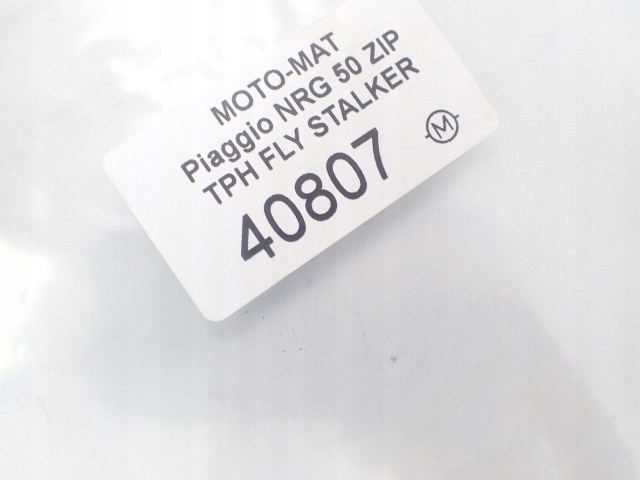 MOTO-MAT
Piaggio NRG 50 ZIP
TPH FLY STALKER
40807
M